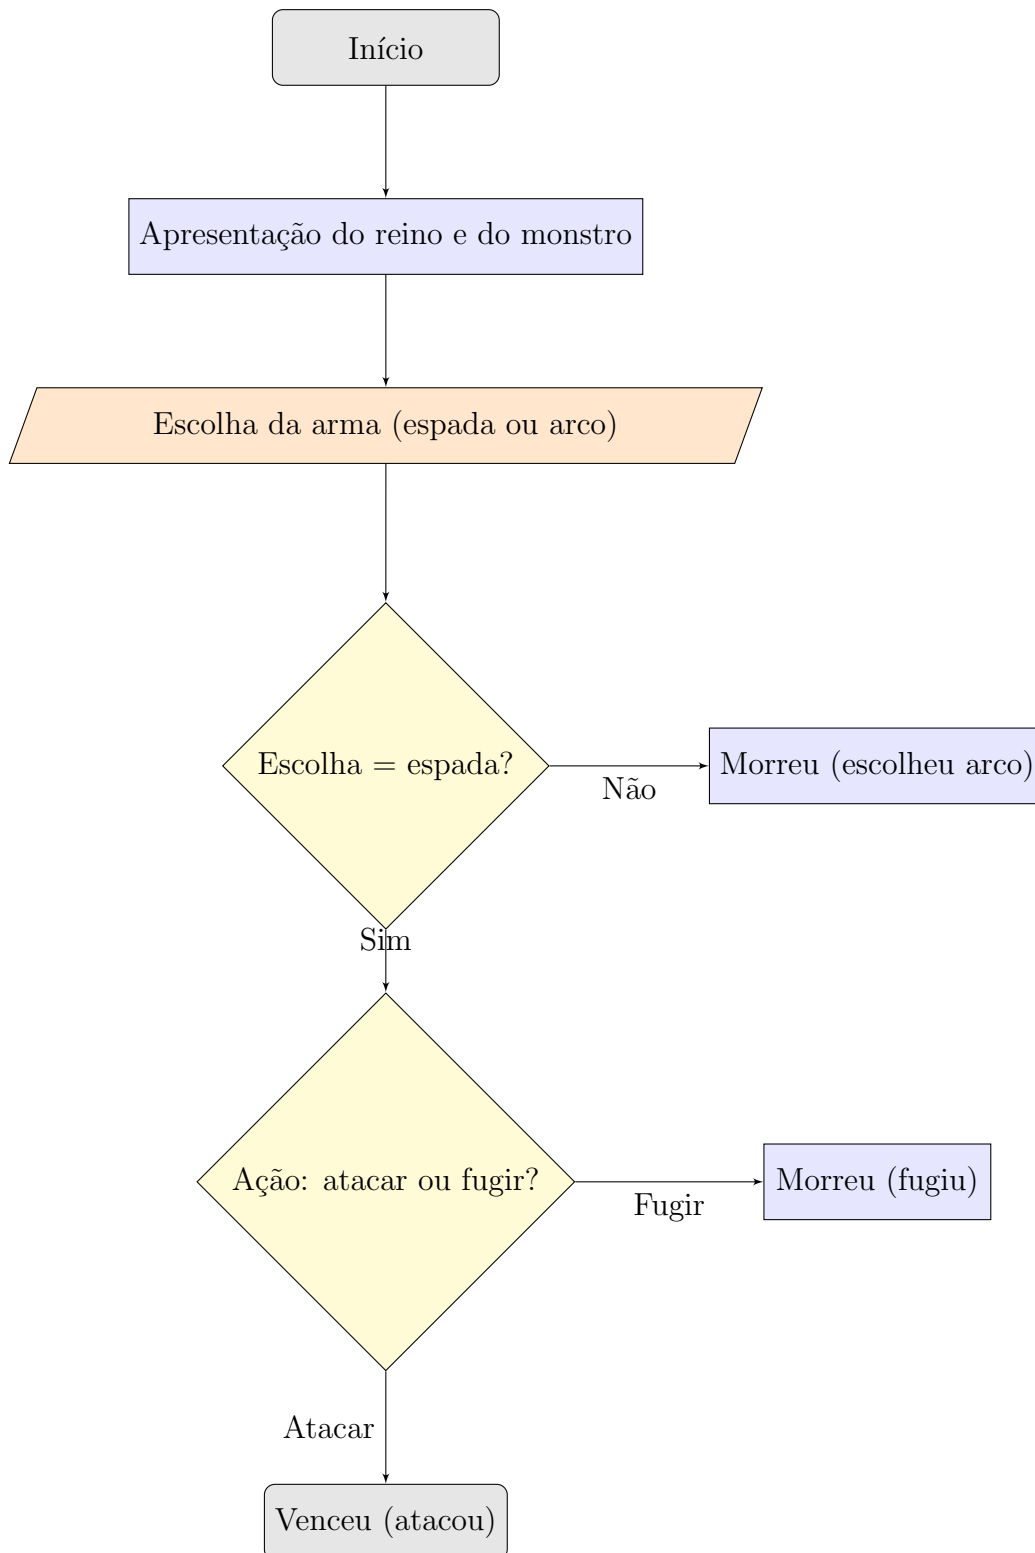 Início
Apresentação do reino e do monstro
Escolha da arma (espada ou arco)
Escolha = espada?
Não
Morreu (escolheu arco)
Sim
Ação: atacar ou fugir?
Fugir
Morreu (fugiu)
Atacar
Venceu (atacou)